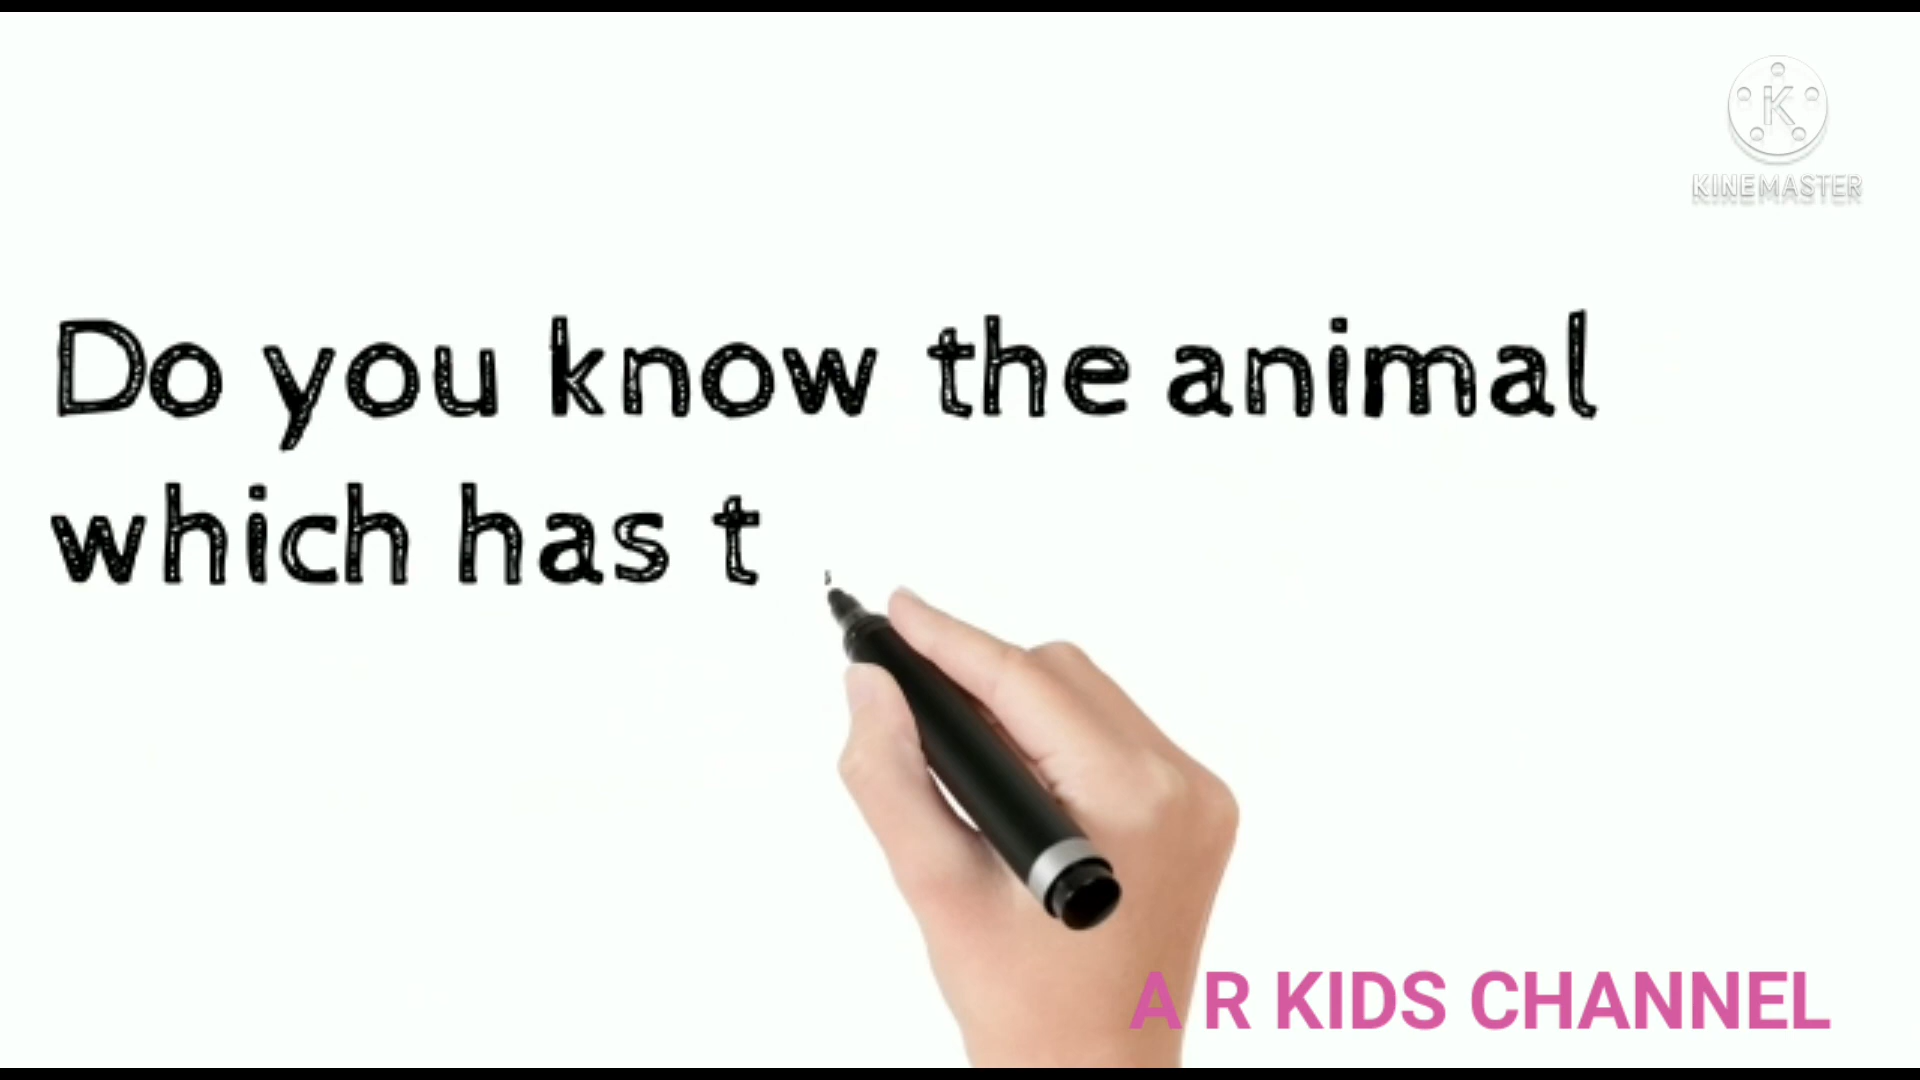 K
KINEMASTER
Do you know the animal
which has t
A R KIDS CHANNEL